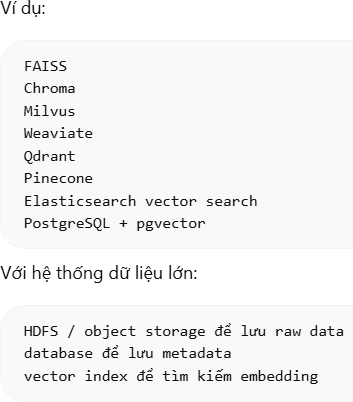 Ví dụ:
FAISS
Chroma
Milvus
Weaviate
Qdrant
Pinecone
Elasticsearch vector search
PostgreSQL + pgvector
Với hệ thống dữ liệu lớn:
HDFS / object storage để lưu raw data
database để lưu metadata
vector index để tìm kiếm embedding